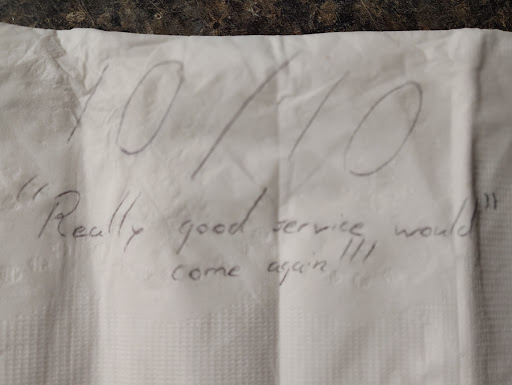 10/10
"Really good service would"
come again!!!